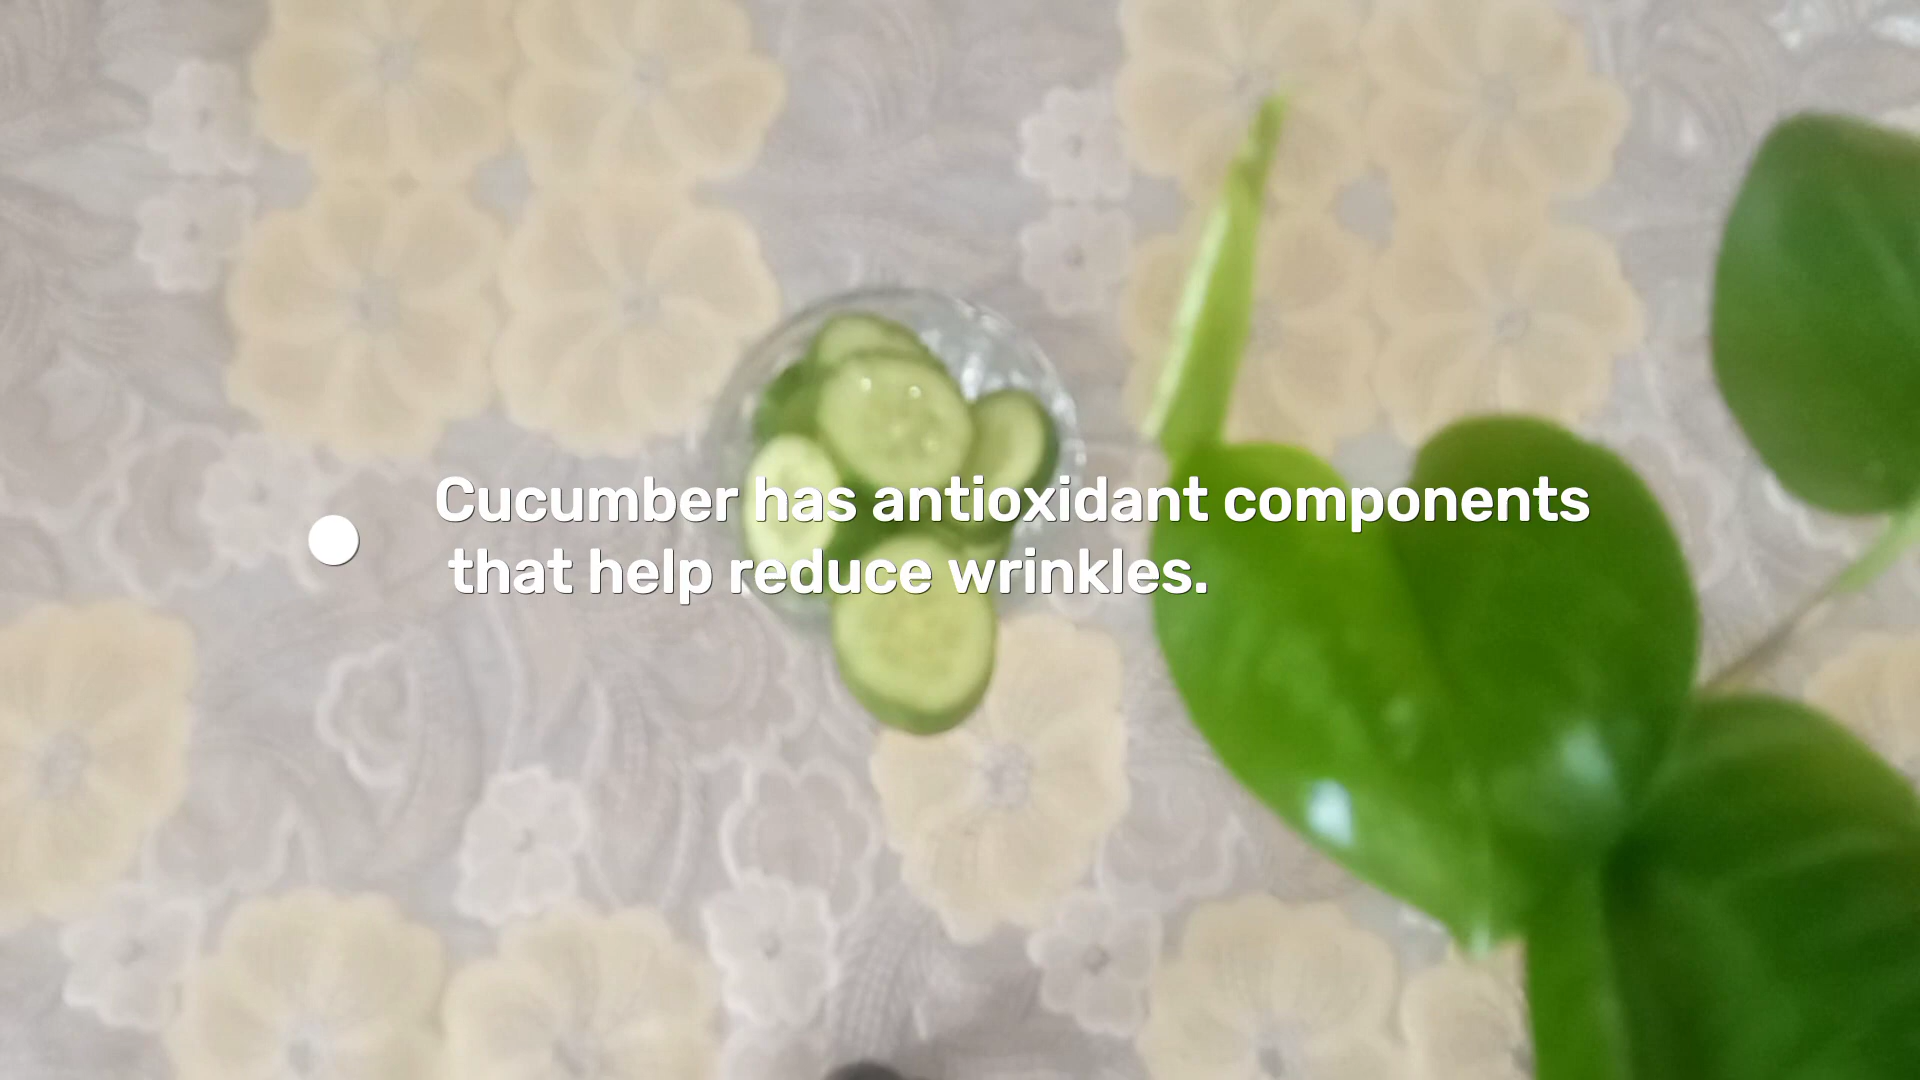 Cucumber has antioxidant components
that help reduce wrinkles.